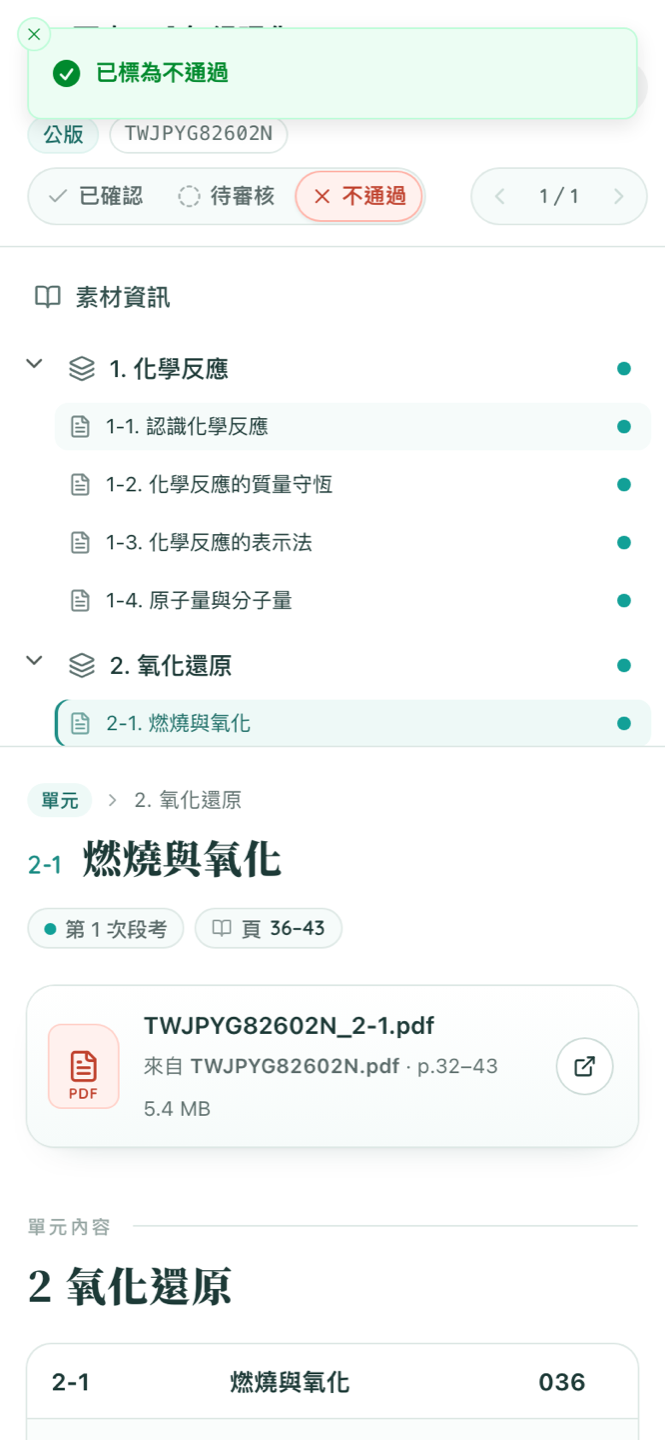 已標為不通過
公版 TWJPYG82602N
已確認 待審核 不通過 1 / 1
素材資訊
1. 化學反應
1-1. 認識化學反應
1-2. 化學反應的質量守恆
1-3. 化學反應的表示法
1-4. 原子量與分子量
2. 氧化還原
2-1. 燃燒與氧化
單元 2. 氧化還原
2-1 燃燒與氧化
第 1 次段考 頁 36–43
TWJPYG82602N_2-1.pdf
PDF 來自 TWJPYG82602N.pdf · p.32–43
5.4 MB
單元內容
2 氧化還原
2-1 燃燒與氧化 036